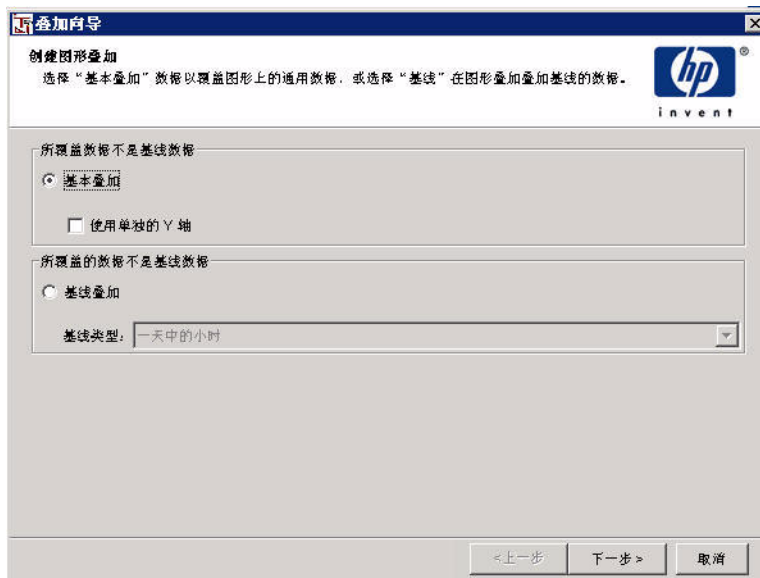 叠加向导
创建图形叠加
选择“基本叠加”数据以覆盖图形上的通用数据，或选择“基线”在图形叠加叠加基线的数据。
hp
®
invent
所覆盖数据不是基线数据
基本叠加
使用单独的 Y 轴
所覆盖的数据不是基线数据
基线叠加
基线类型：
一天中的小时
<上一步
下一步>
取消